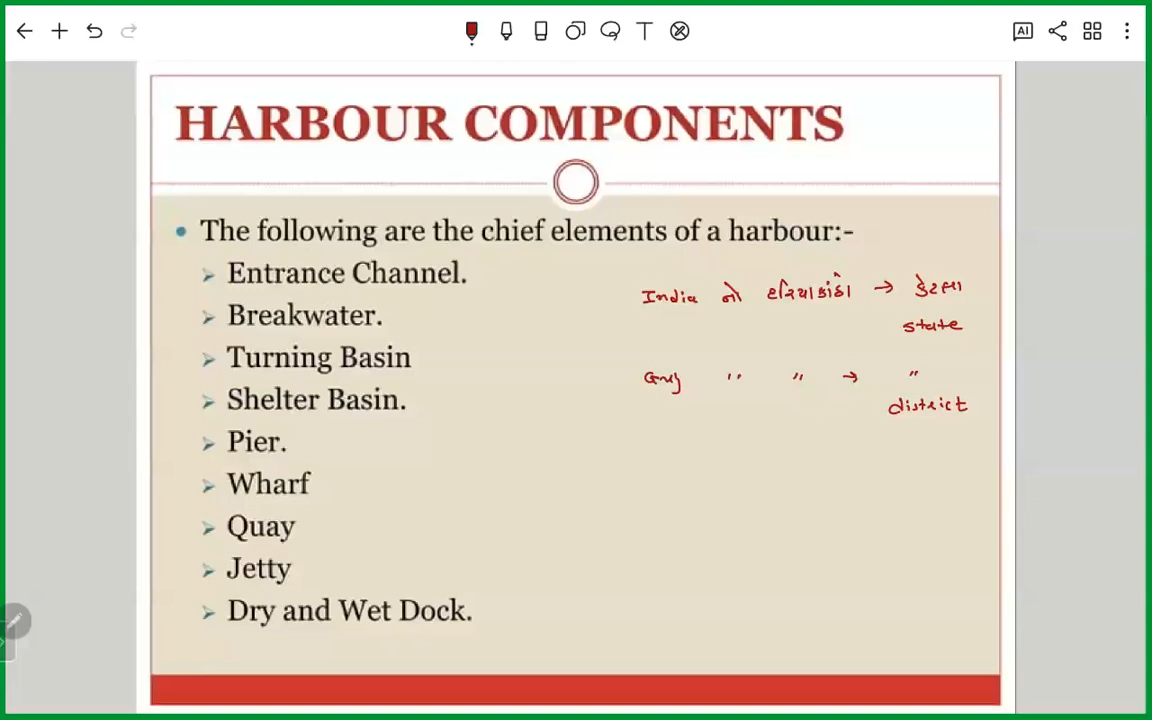 AI
HARBOUR COMPONENTS
• The following are the chief elements of a harbour:-
➢ Entrance Channel.
➢ Breakwater.
➢ Turning Basin
➢ Shelter Basin.
➢ Pier.
➢ Wharf
➢ Quay
➢ Jetty
➢ Dry and Wet Dock.
India નો દરિયાકાંઠો → કેટલા
state
Guj " " → "
district